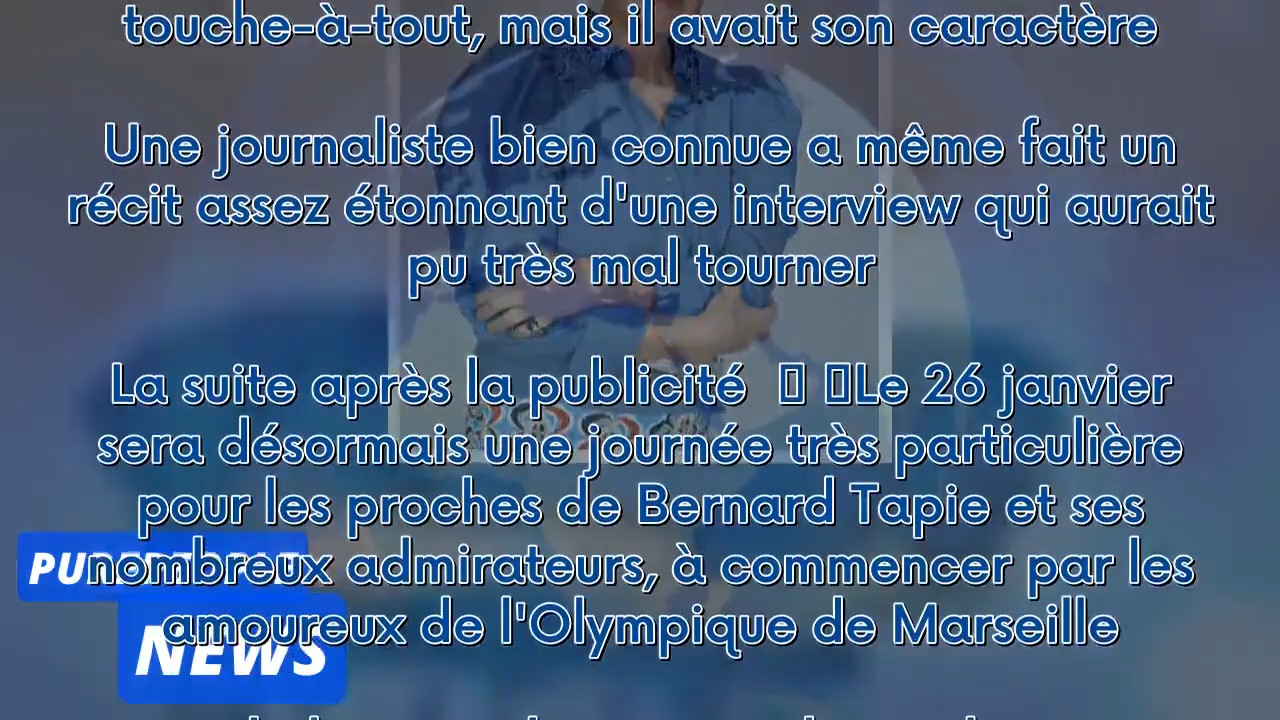 touche-à-tout, mais il avait son caractère
Une journaliste bien connue a même fait un
récit assez étonnant d'une interview qui aurait
pu très mal tourner
La suite après la publicité Le 26 janvier
sera désormais une journée très particulière
pour les proches de Bernard Tapie et ses
nombreux admirateurs, à commencer par les
amoureux de l'Olympique de Marseille
NEWS